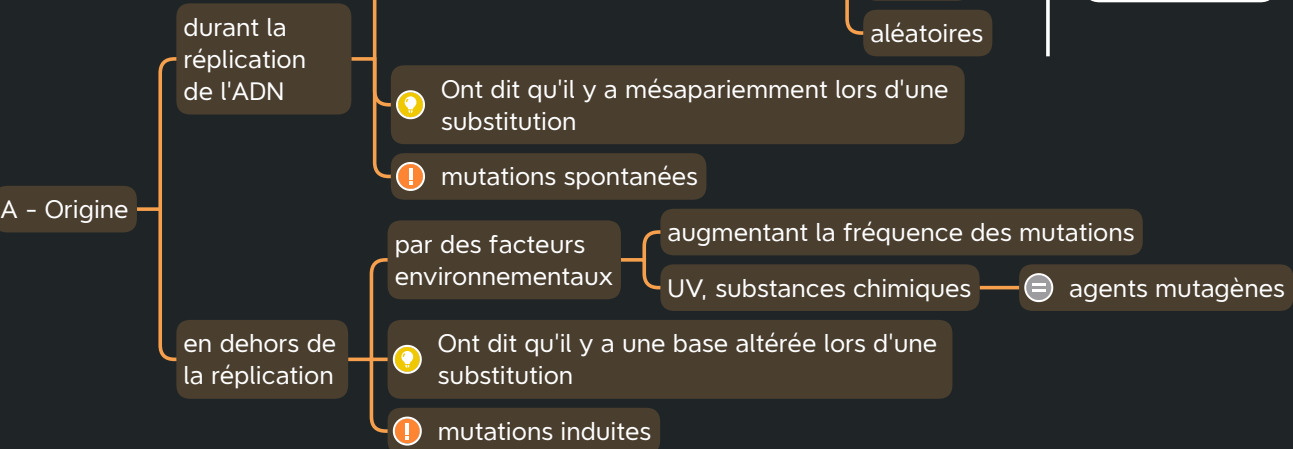 durant la
réplication
de l'ADN
aléatoires
Ont dit qu'il y a mésapariemment lors d'une
substitution
mutations spontanées
A - Origine
par des facteurs
environnementaux
augmentant la fréquence des mutations
UV, substances chimiques
agents mutagènes
en dehors de
la réplication
Ont dit qu'il y a une base altérée lors d'une
substitution
mutations induites